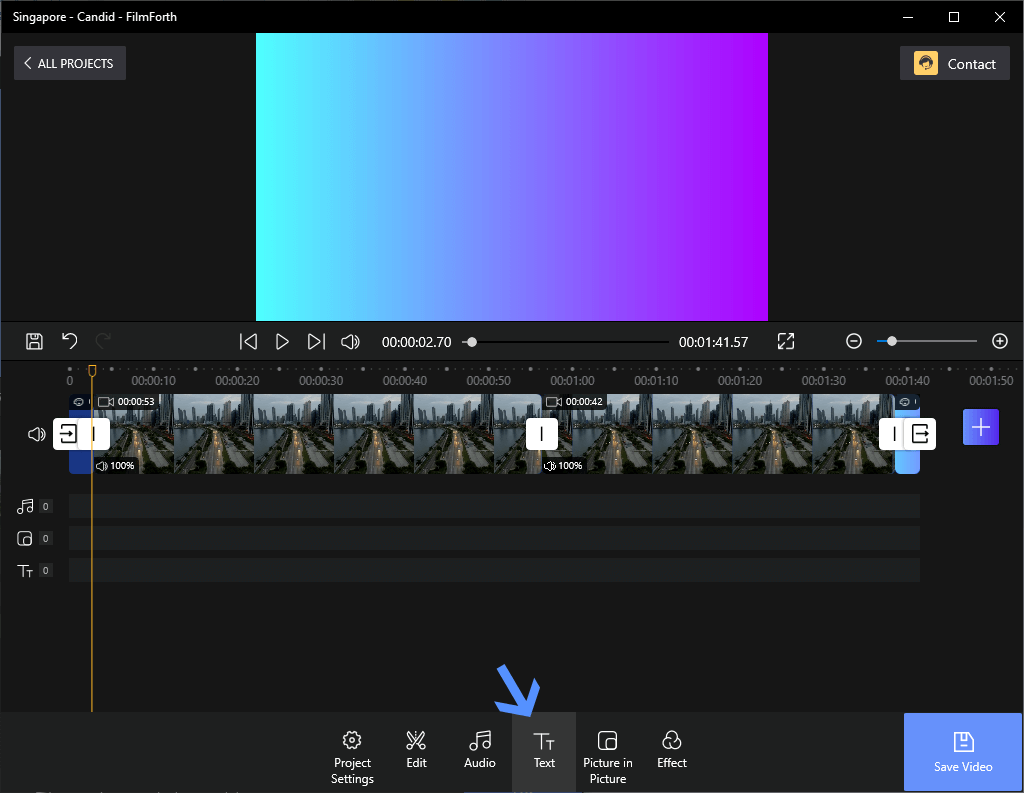 Singapore - Candid - FilmForth
ALL PROJECTS
Contact
00:00:02.70
00:01:41.57
0
00:00:10
00:00:20
00:00:30
00:00:40
00:00:50
00:01:00
00:01:10
00:01:20
00:01:30
00:01:40
00:01:50
00:00:53
00:00:42
100%
100%
0
0
TT 0
TT
Project
Settings
Edit
Audio
Text
Picture in
Picture
Effect
Save Video